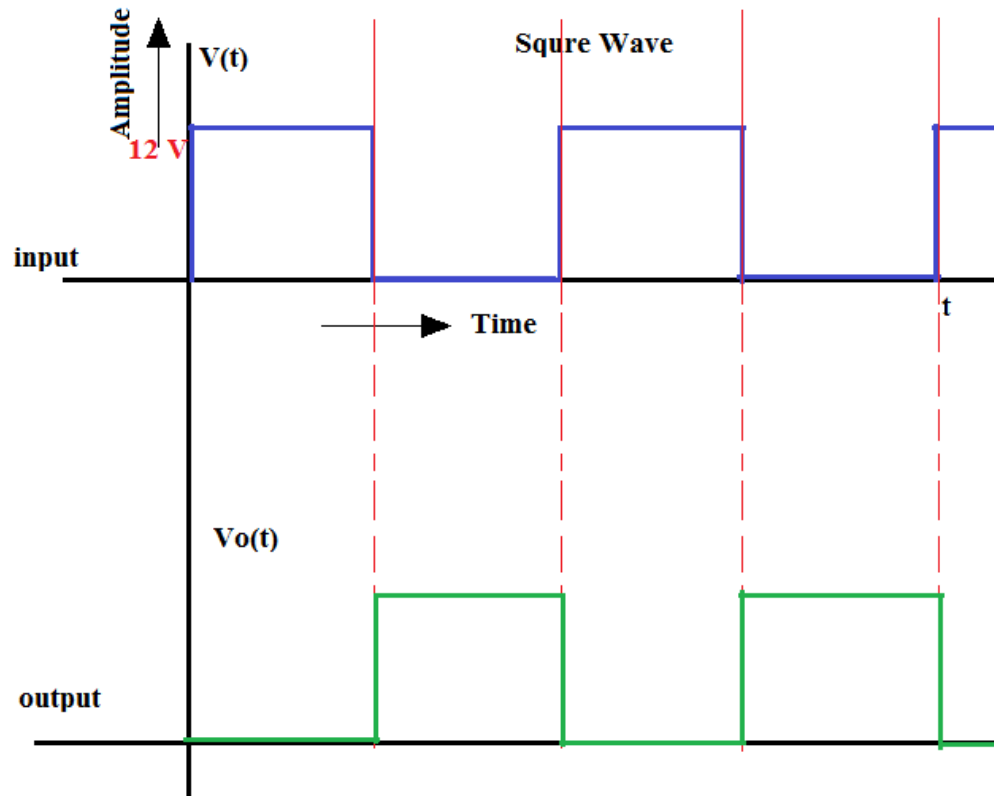 Amplitude
V(t)
Squre Wave
12 V
input
t
Time
Vo(t)
output